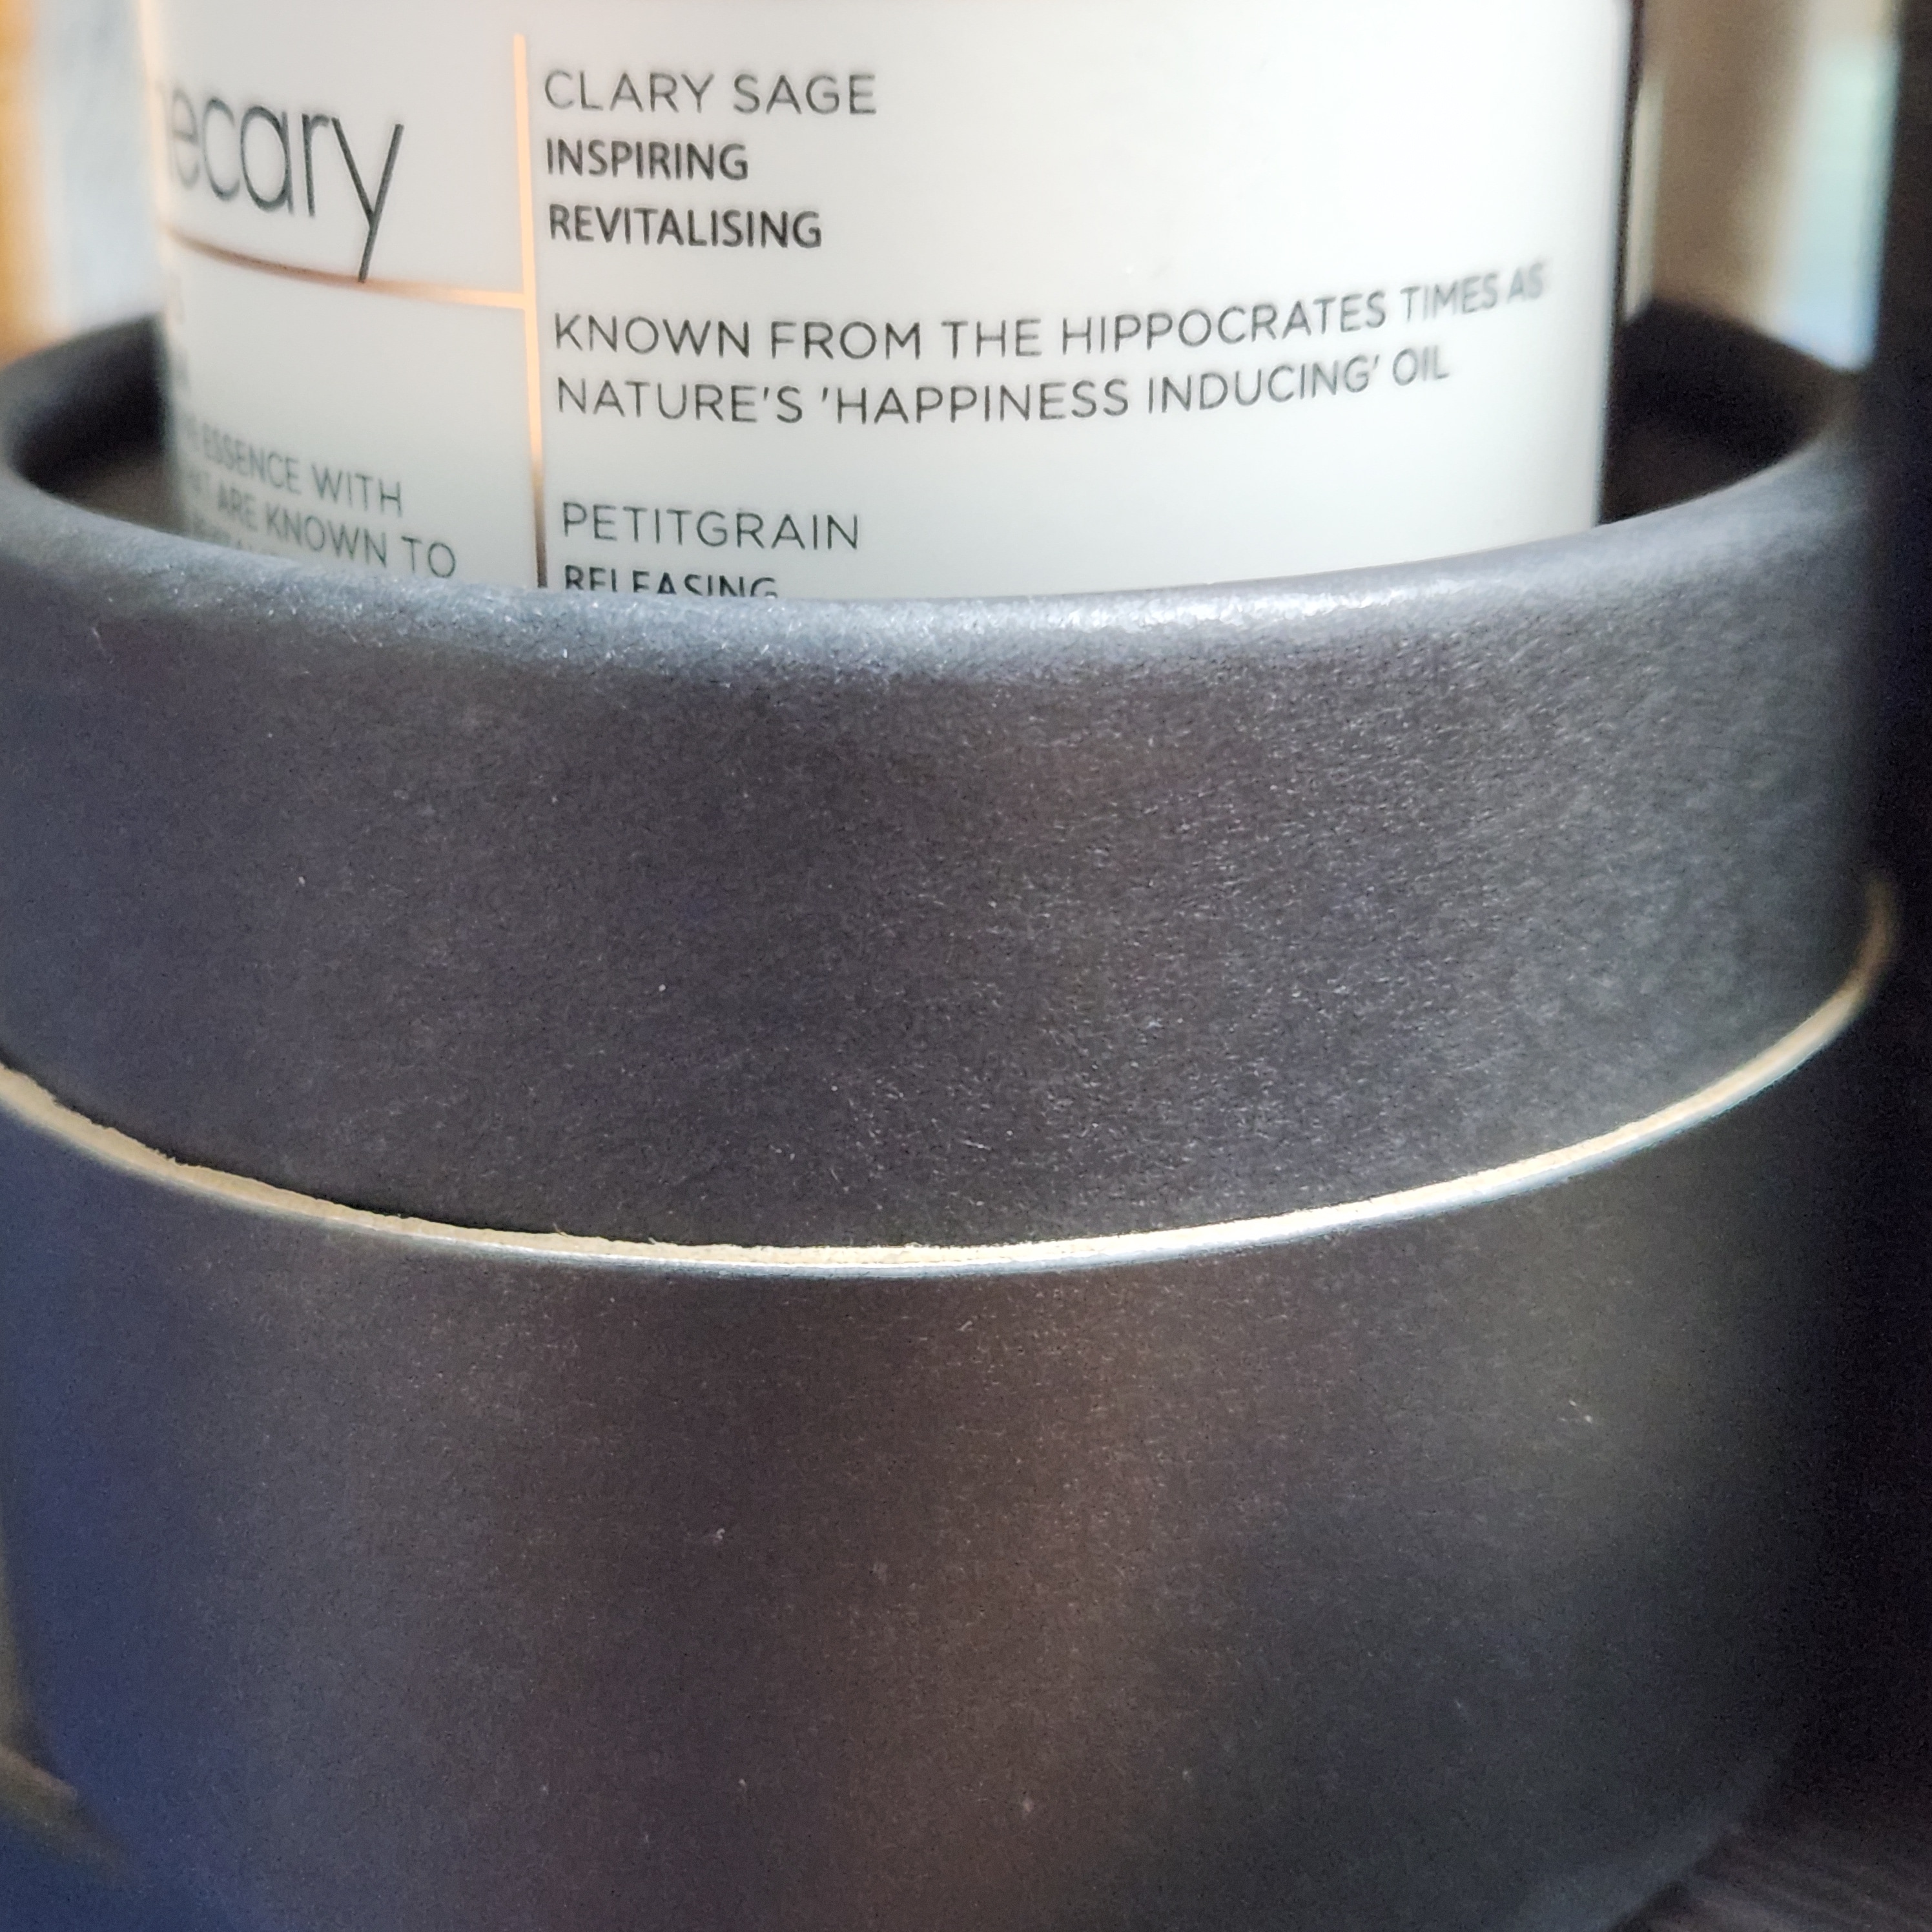 ecary
ESSENCE WITH
ARE KNOWN TO
CLARY SAGE
INSPIRING
REVITALISING
KNOWN FROM THE HIPPOCRATES TIMES AS
NATURE'S 'HAPPINESS INDUCING' OIL
PETITGRAIN
RELEASING